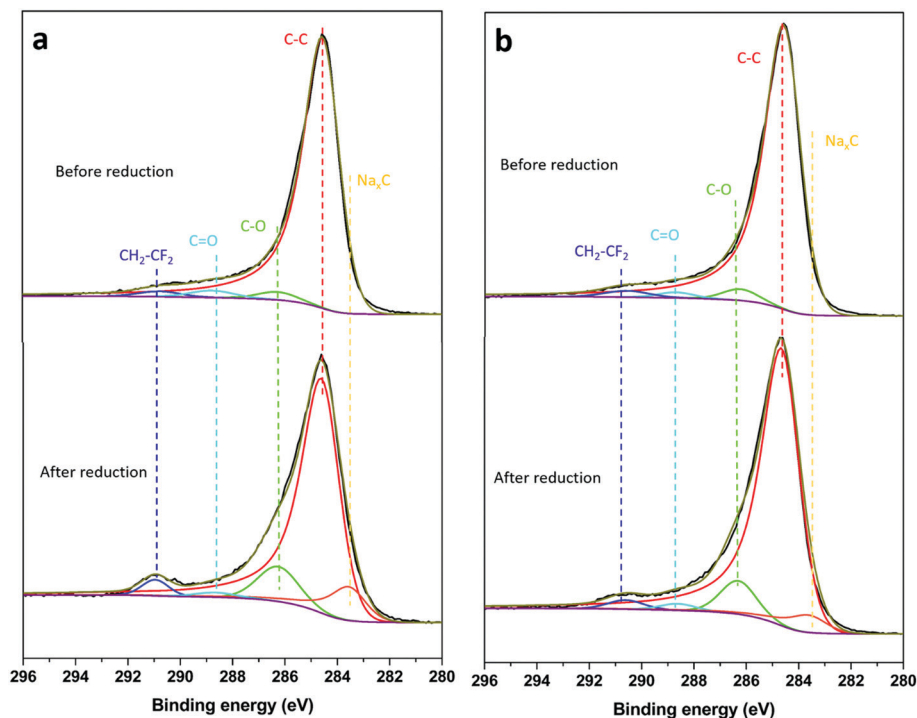 a
C-C
Before reduction
NaₓC
C-O
C=O
CH₂-CF₂
After reduction
296 294 292 290 288 286 284 282 280
Binding energy (eV)
b
C-C
Before reduction
NaₓC
C-O
C=O
CH₂-CF₂
After reduction
296 294 292 290 288 286 284 282 280
Binding energy (eV)